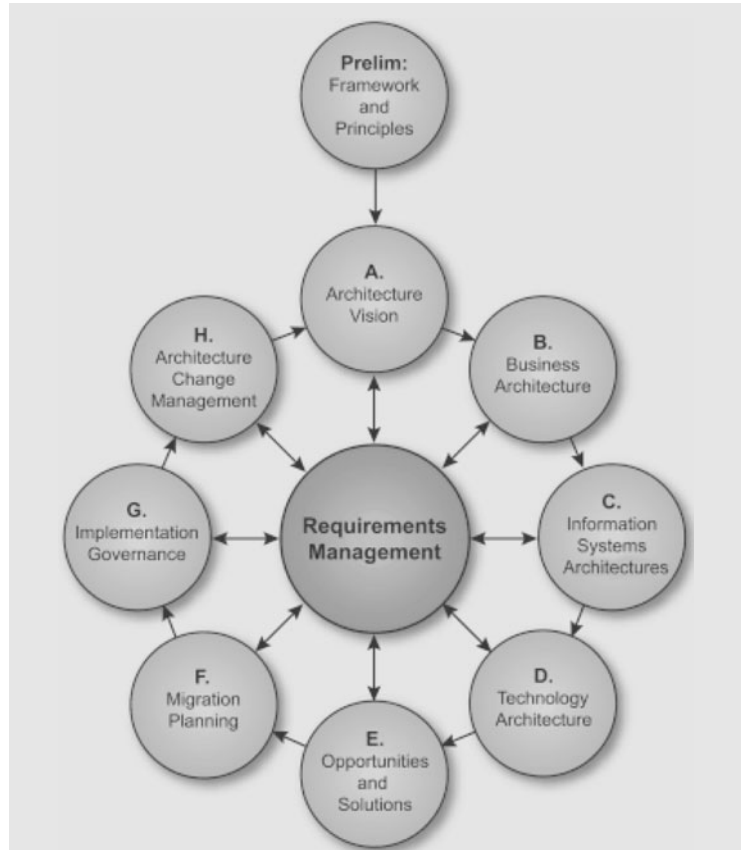 Prelim:
Framework
and
Principles
A.
Architecture
Vision
B.
Business
Architecture
C.
Information
Systems
Architectures
D.
Technology
Architecture
E.
Opportunities
and
Solutions
F.
Migration
Planning
G.
Implementation
Governance
H.
Architecture
Change
Management
Requirements
Management